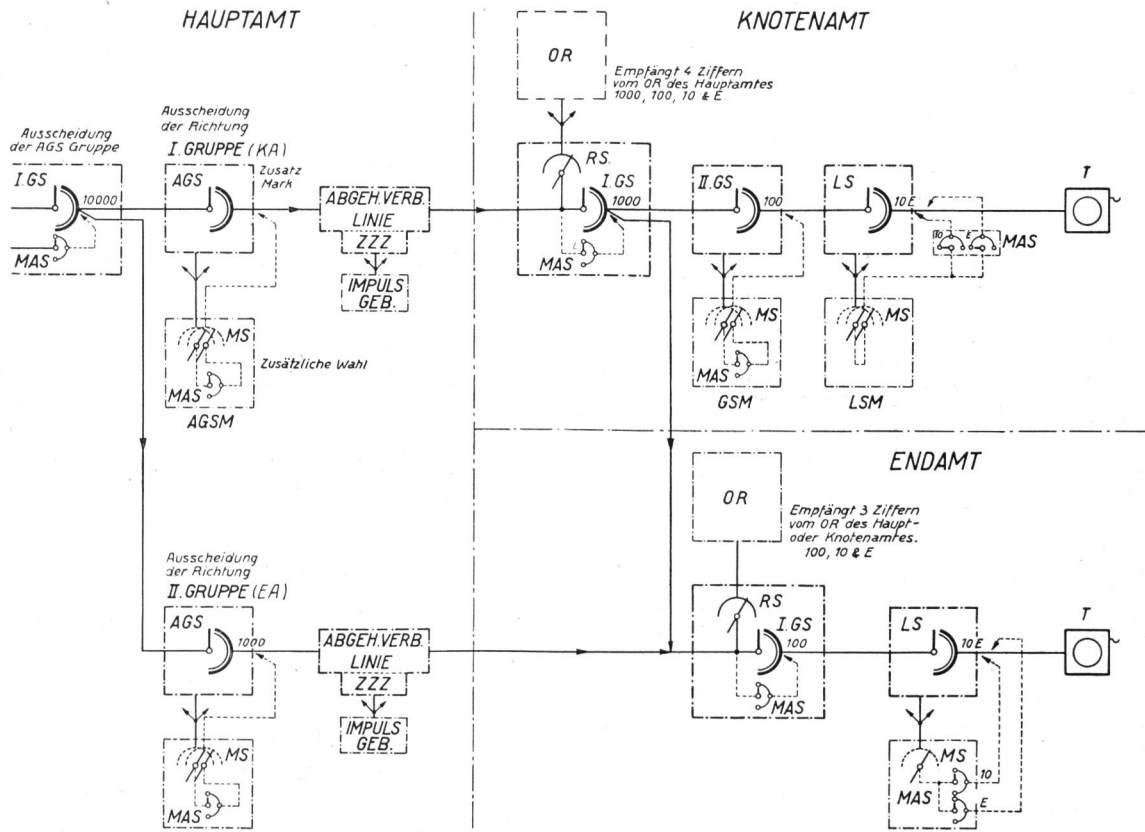 HAUPTAMT
Ausscheidung
der AGS Gruppe
I.GS
10000
MAS
Ausscheidung
der Richtung
I. GRUPPE (KA)
AGS
Zusatz
Mark
MS
MAS
Zusätzliche Wahl
AGSM
ABGEH.VERB.
LINIE
ZZZ
IMPULS
GEB.
Ausscheidung
der Richtung
II. GRUPPE (EA)
AGS
1000
MS
MAS
ABGEH.VERB.
LINIE
ZZZ
IMPULS
GEB.
KNOTENAMT
OR
Empfängt 4 Ziffern
vom OR des Hauptamtes
1000, 100, 10 & E.
RS.
I.GS
1000
MAS
II.GS
100
MS
MAS
GSM
LS
10 E
10
E
MAS
MS
LSM
T
ENDAMT
OR
Empfängt 3 Ziffern
vom OR des Haupt-
oder Knotenamtes.
100, 10 & E
RS
I.GS
100
MAS
LS
10 E
MS
10
MAS
E
T